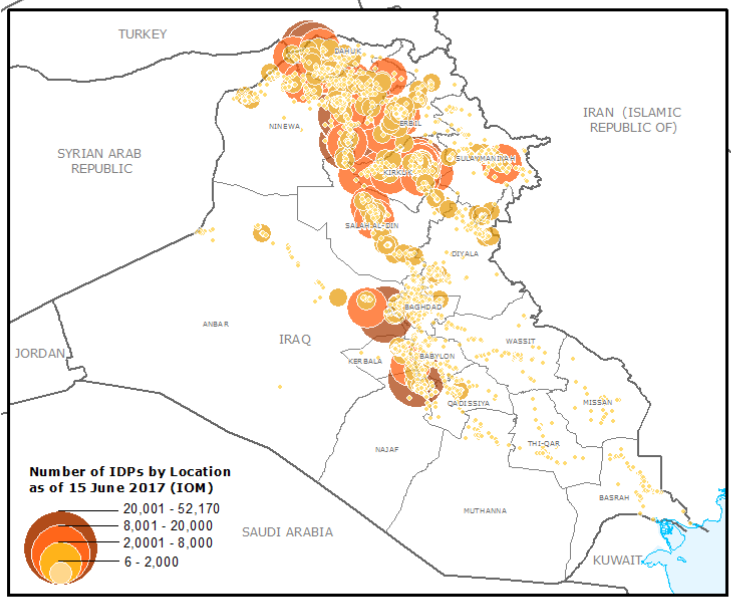 TURKEY
DAHUK
IRAN (ISLAMIC
REPUBLIC OF)
NINEWA
ERBIL
SYRIAN ARAB
REPUBLIC
SULAYMANIYAH
KIRKUK
SALAH AL-DIN
DIYALA
BAGHDAD
ANBAR
IRAQ
WASSIT
JORDAN
KERBALA
BABYLON
QADISSIYA
MISSAN
THI-QAR
NAJAF
Number of IDPs by Location
as of 15 June 2017 (IOM)
20,001 - 52,170
8,001 - 20,000
2,0001 - 8,000
6 - 2,000
BASRAH
MUTHANNA
SAUDI ARABIA
KUWAIT